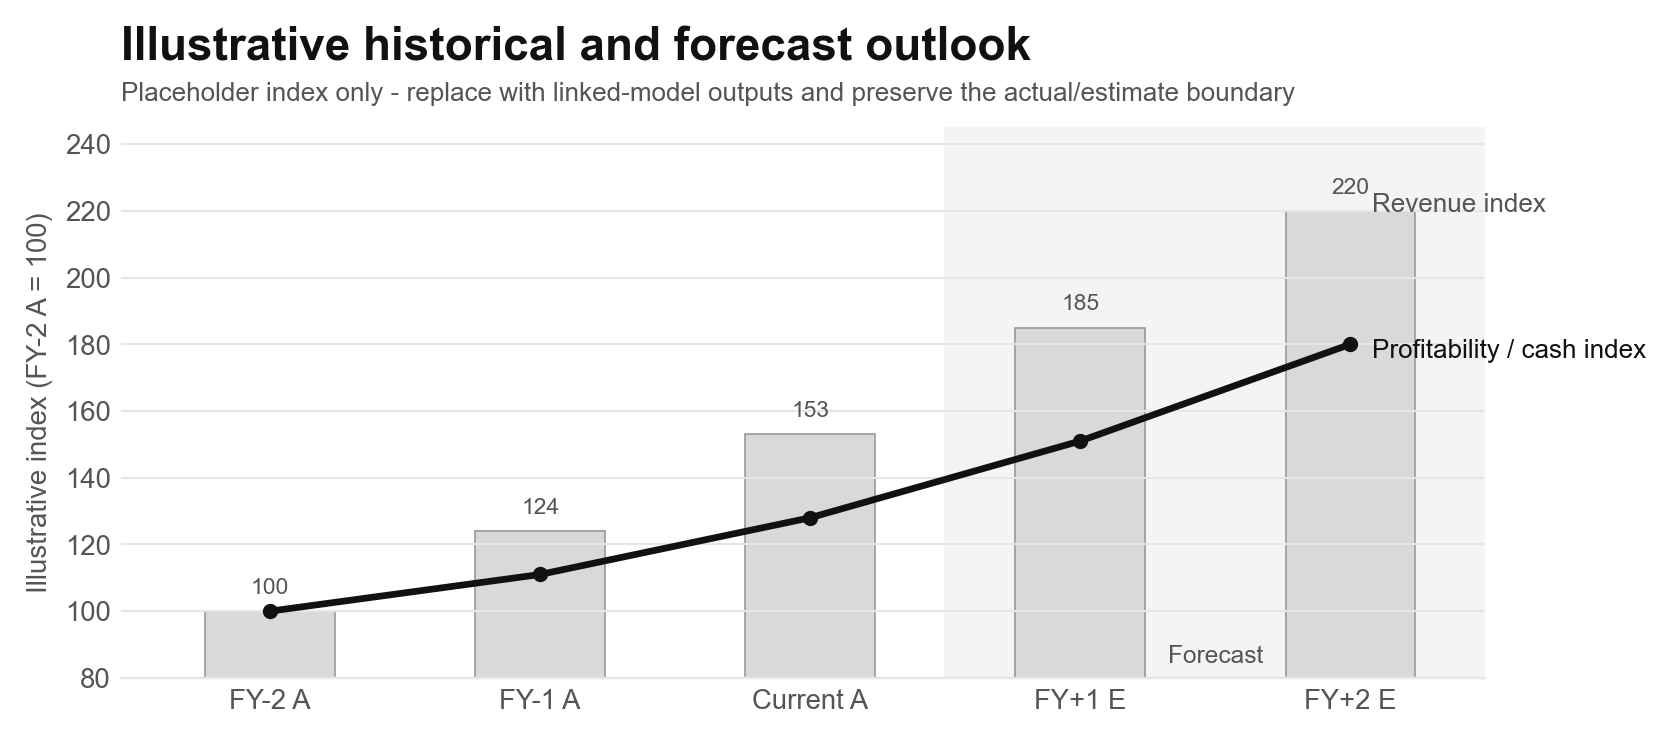 Illustrative historical and forecast outlook
Placeholder index only - replace with linked-model outputs and preserve the actual/estimate boundary
Illustrative index (FY-2 A = 100)
240
220
200
180
160
140
120
100
80
100
124
153
185
220
Revenue index
Profitability / cash index
Forecast
FY-2 A
FY-1 A
Current A
FY+1 E
FY+2 E